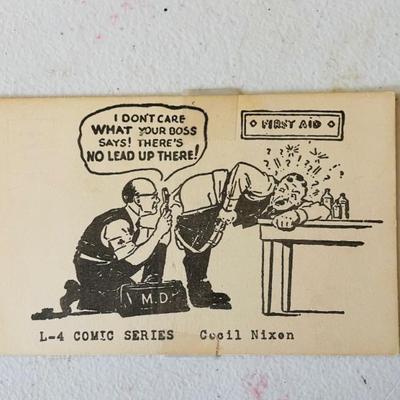 I DON'T CARE
WHAT YOUR BOSS
SAYS! THERE'S
NO LEAD UP THERE!
FIRST AID
M.D.
L-4 COMIC SERIES Cecil Nixon